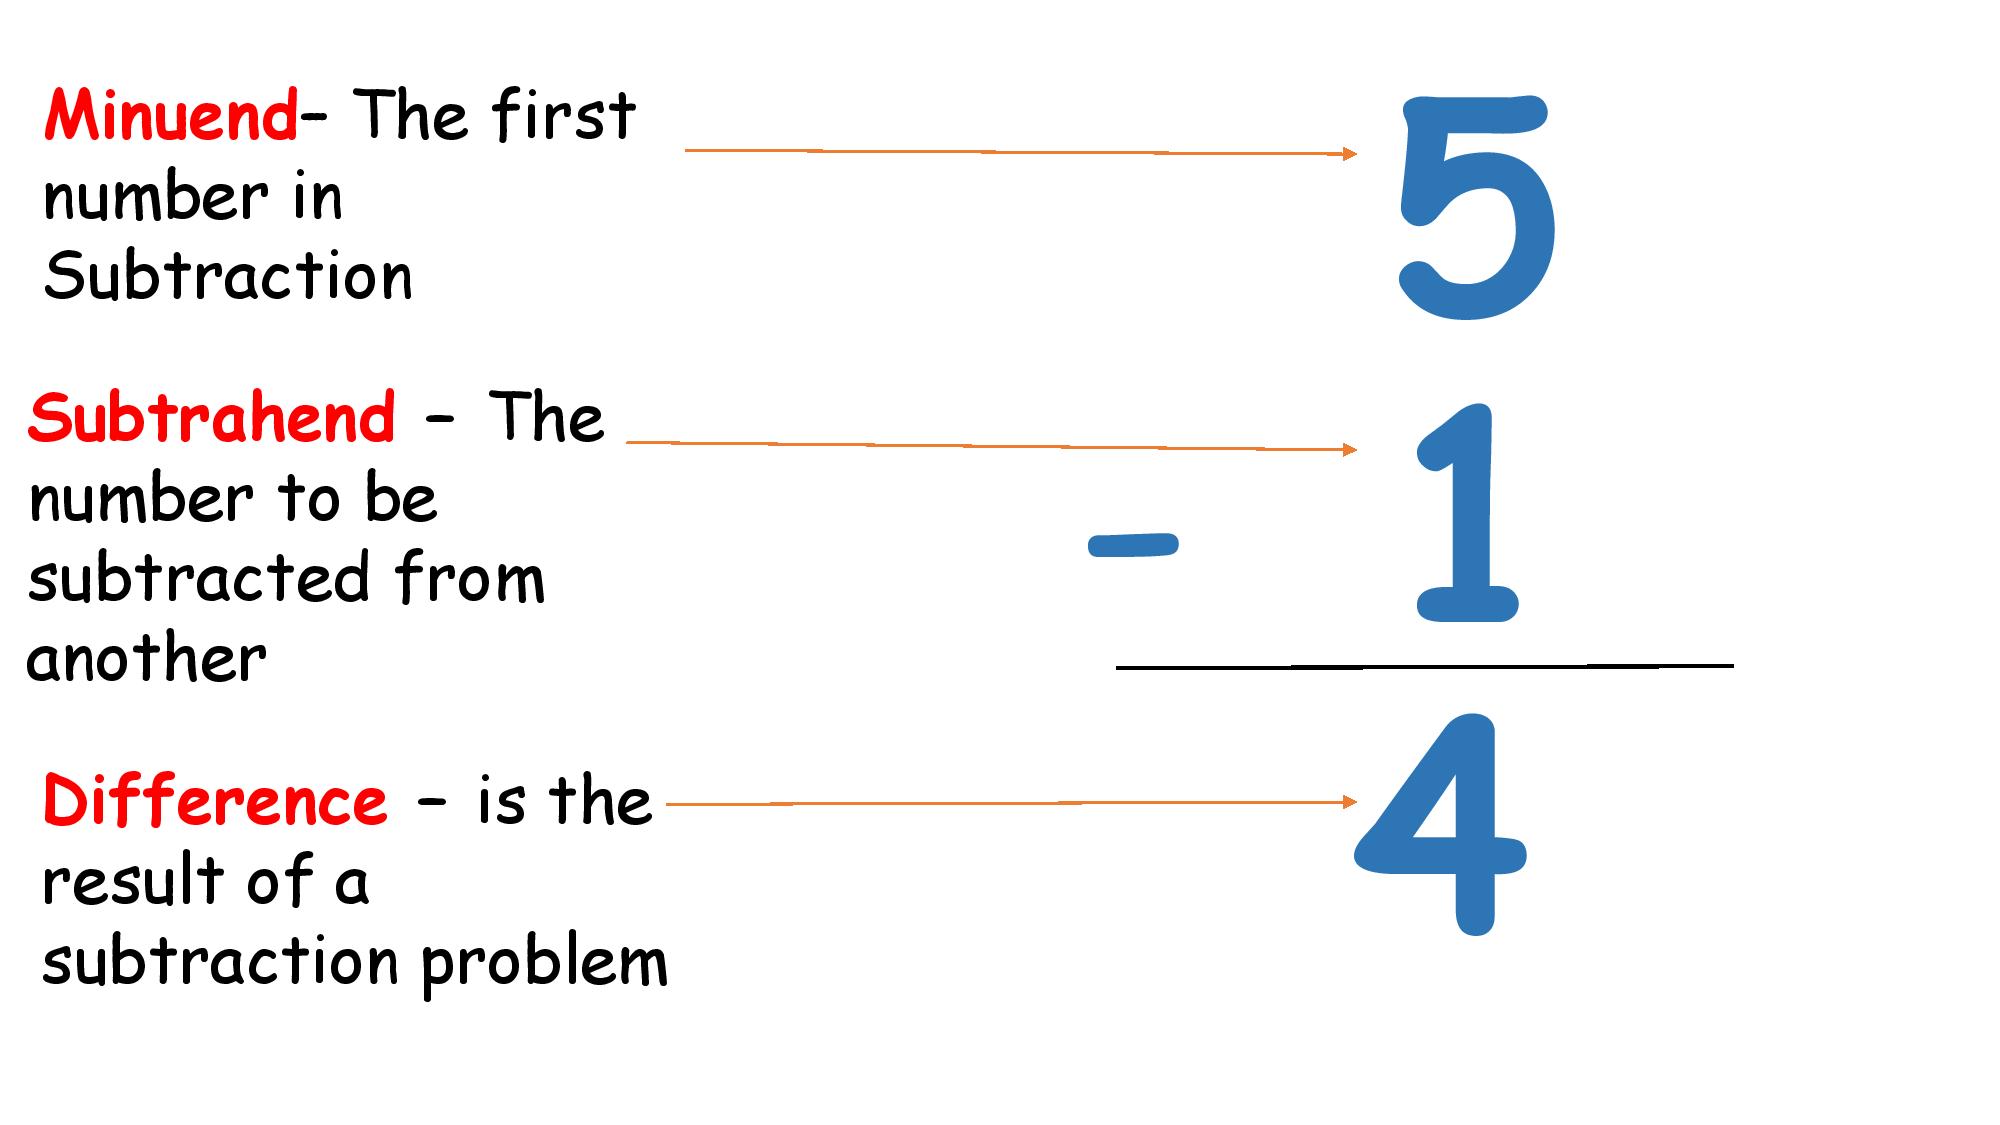 Minuend– The first
number in
Subtraction
5
Subtrahend – The
number to be
subtracted from
another
– 1
Difference – is the
result of a
subtraction problem
4